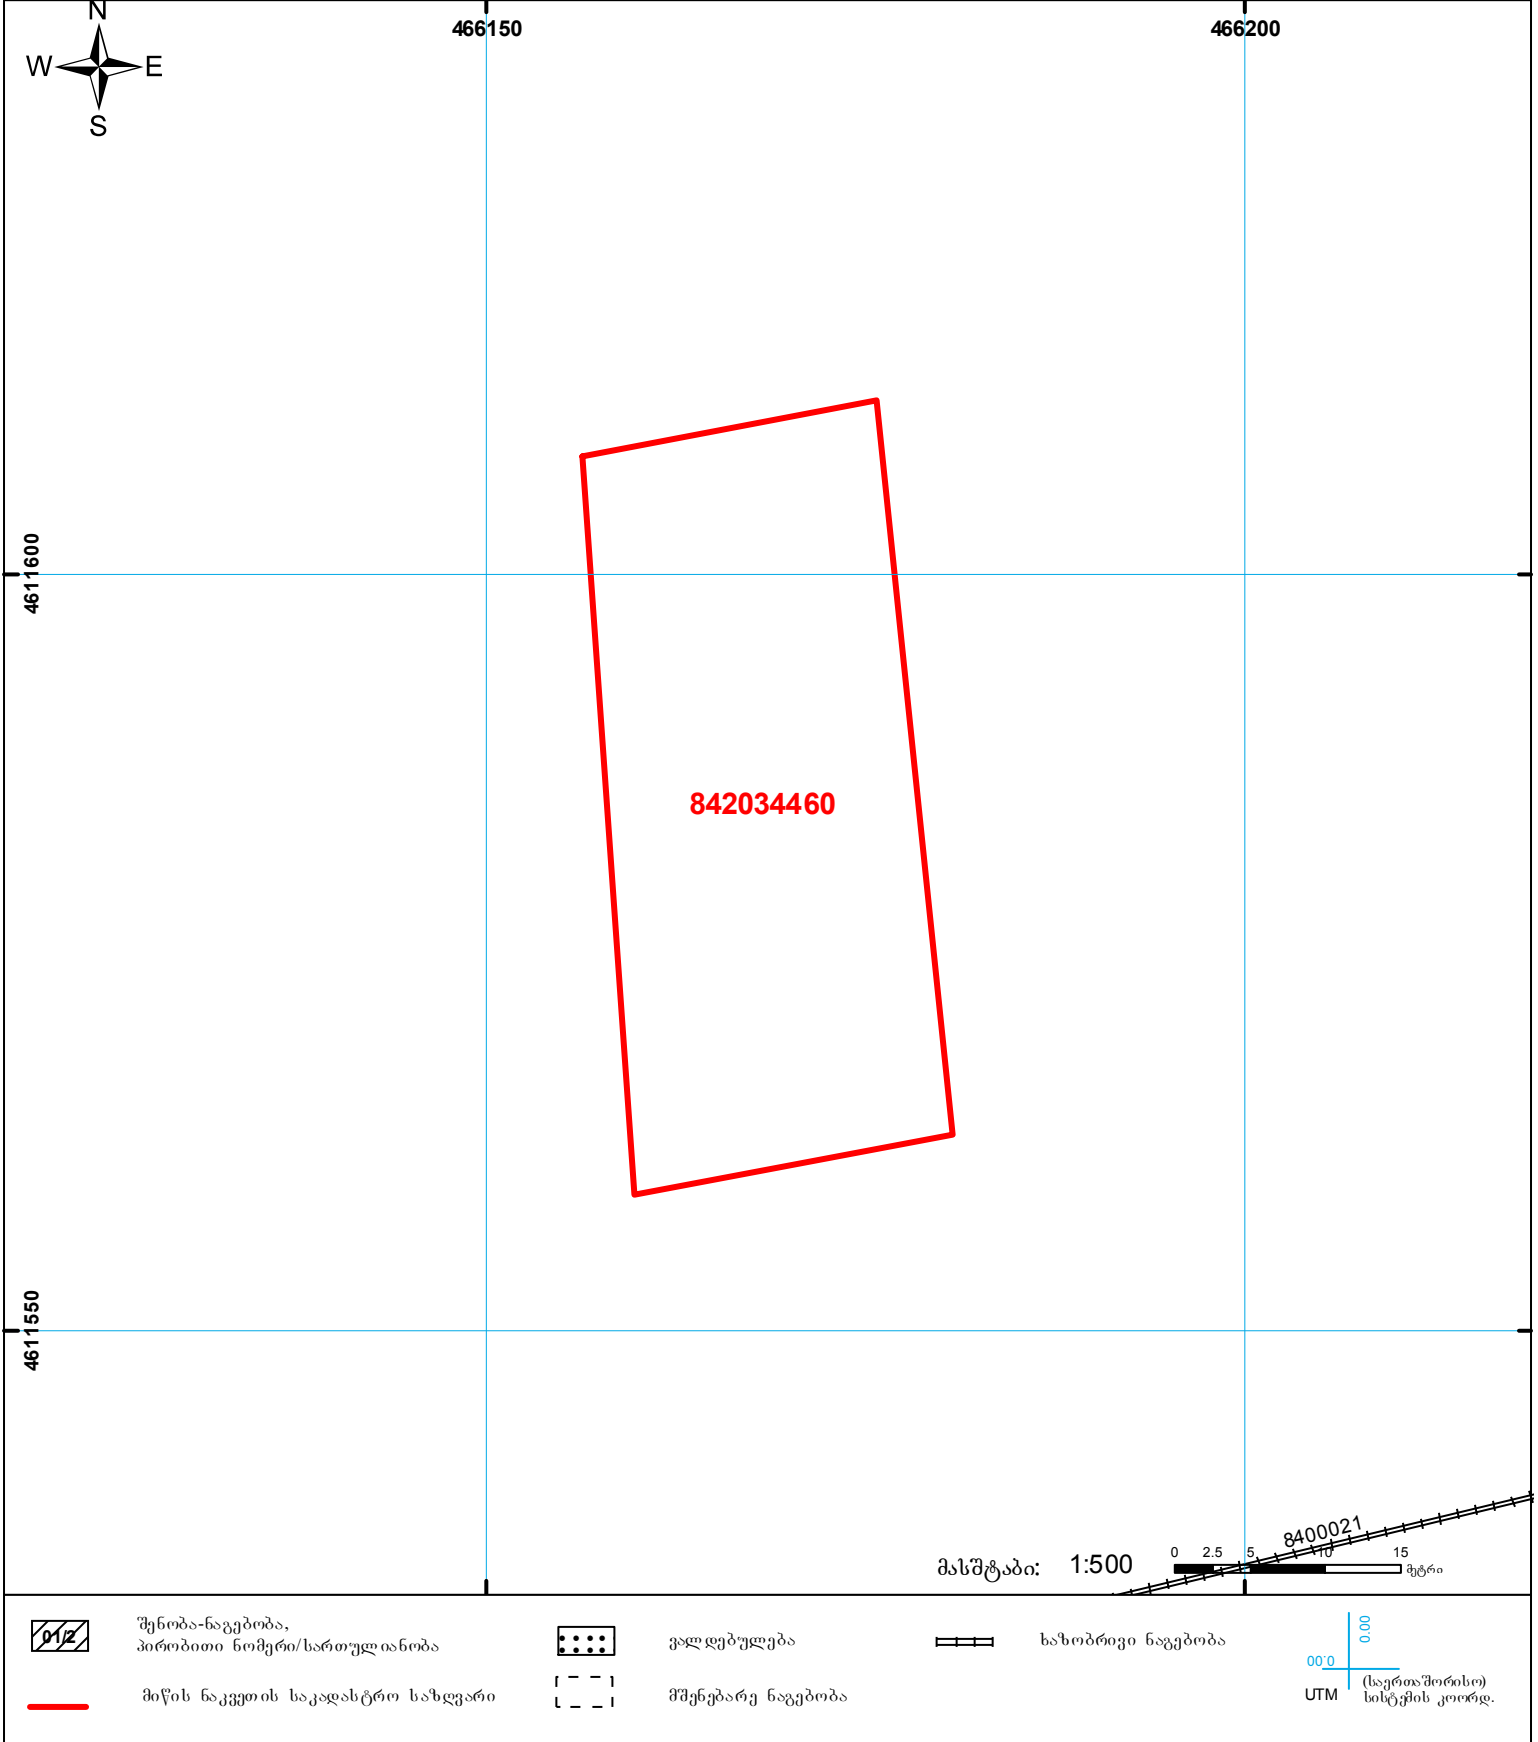 N
W E
S
466150 466200
4611600
842034460
4611550
8400021
მასშტაბი: 1:500
0 2.5 5 10 15
მეტრი
01/2
შენობა-ნაგებობა,
პირობითი ნომერი/სართულიანობა
ვალდებულება
ხაზობრივი ნაგებობა
მიწის ნაკვეთის საკადასტრო საზღვარი
მშენებარე ნაგებობა
0.00
00.0
UTM
(საერთაშორისო)
სისტემის კოორდ.